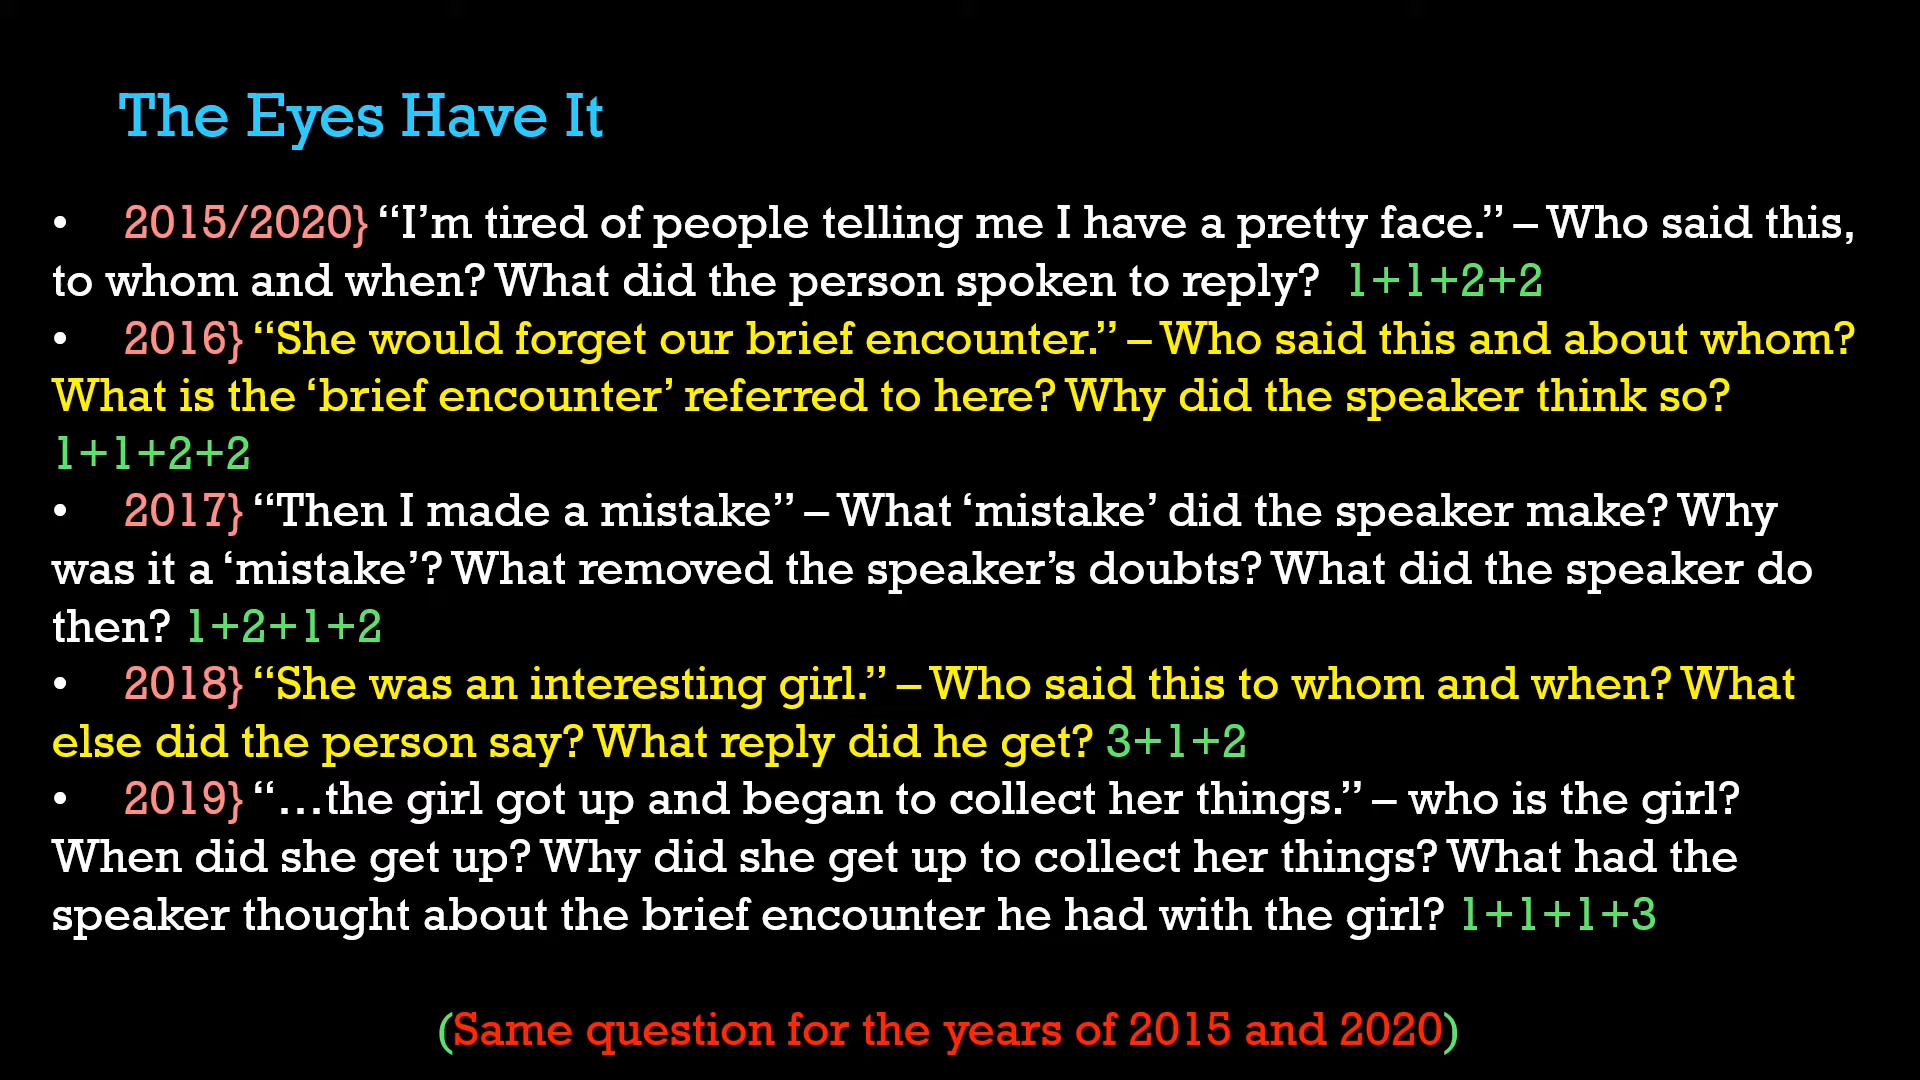 The Eyes Have It
• 2015/2020} “I’m tired of people telling me I have a pretty face.” – Who said this,
to whom and when? What did the person spoken to reply? 1+1+2+2
• 2016} “She would forget our brief encounter.” – Who said this and about whom?
What is the ‘brief encounter’ referred to here? Why did the speaker think so?
1+1+2+2
• 2017} “Then I made a mistake” – What ‘mistake’ did the speaker make? Why
was it a ‘mistake’? What removed the speaker’s doubts? What did the speaker do
then? 1+2+1+2
• 2018} “She was an interesting girl.” – Who said this to whom and when? What
else did the person say? What reply did he get? 3+1+2
• 2019} “…the girl got up and began to collect her things.” – who is the girl?
When did she get up? Why did she get up to collect her things? What had the
speaker thought about the brief encounter he had with the girl? 1+1+1+3
(Same question for the years of 2015 and 2020)